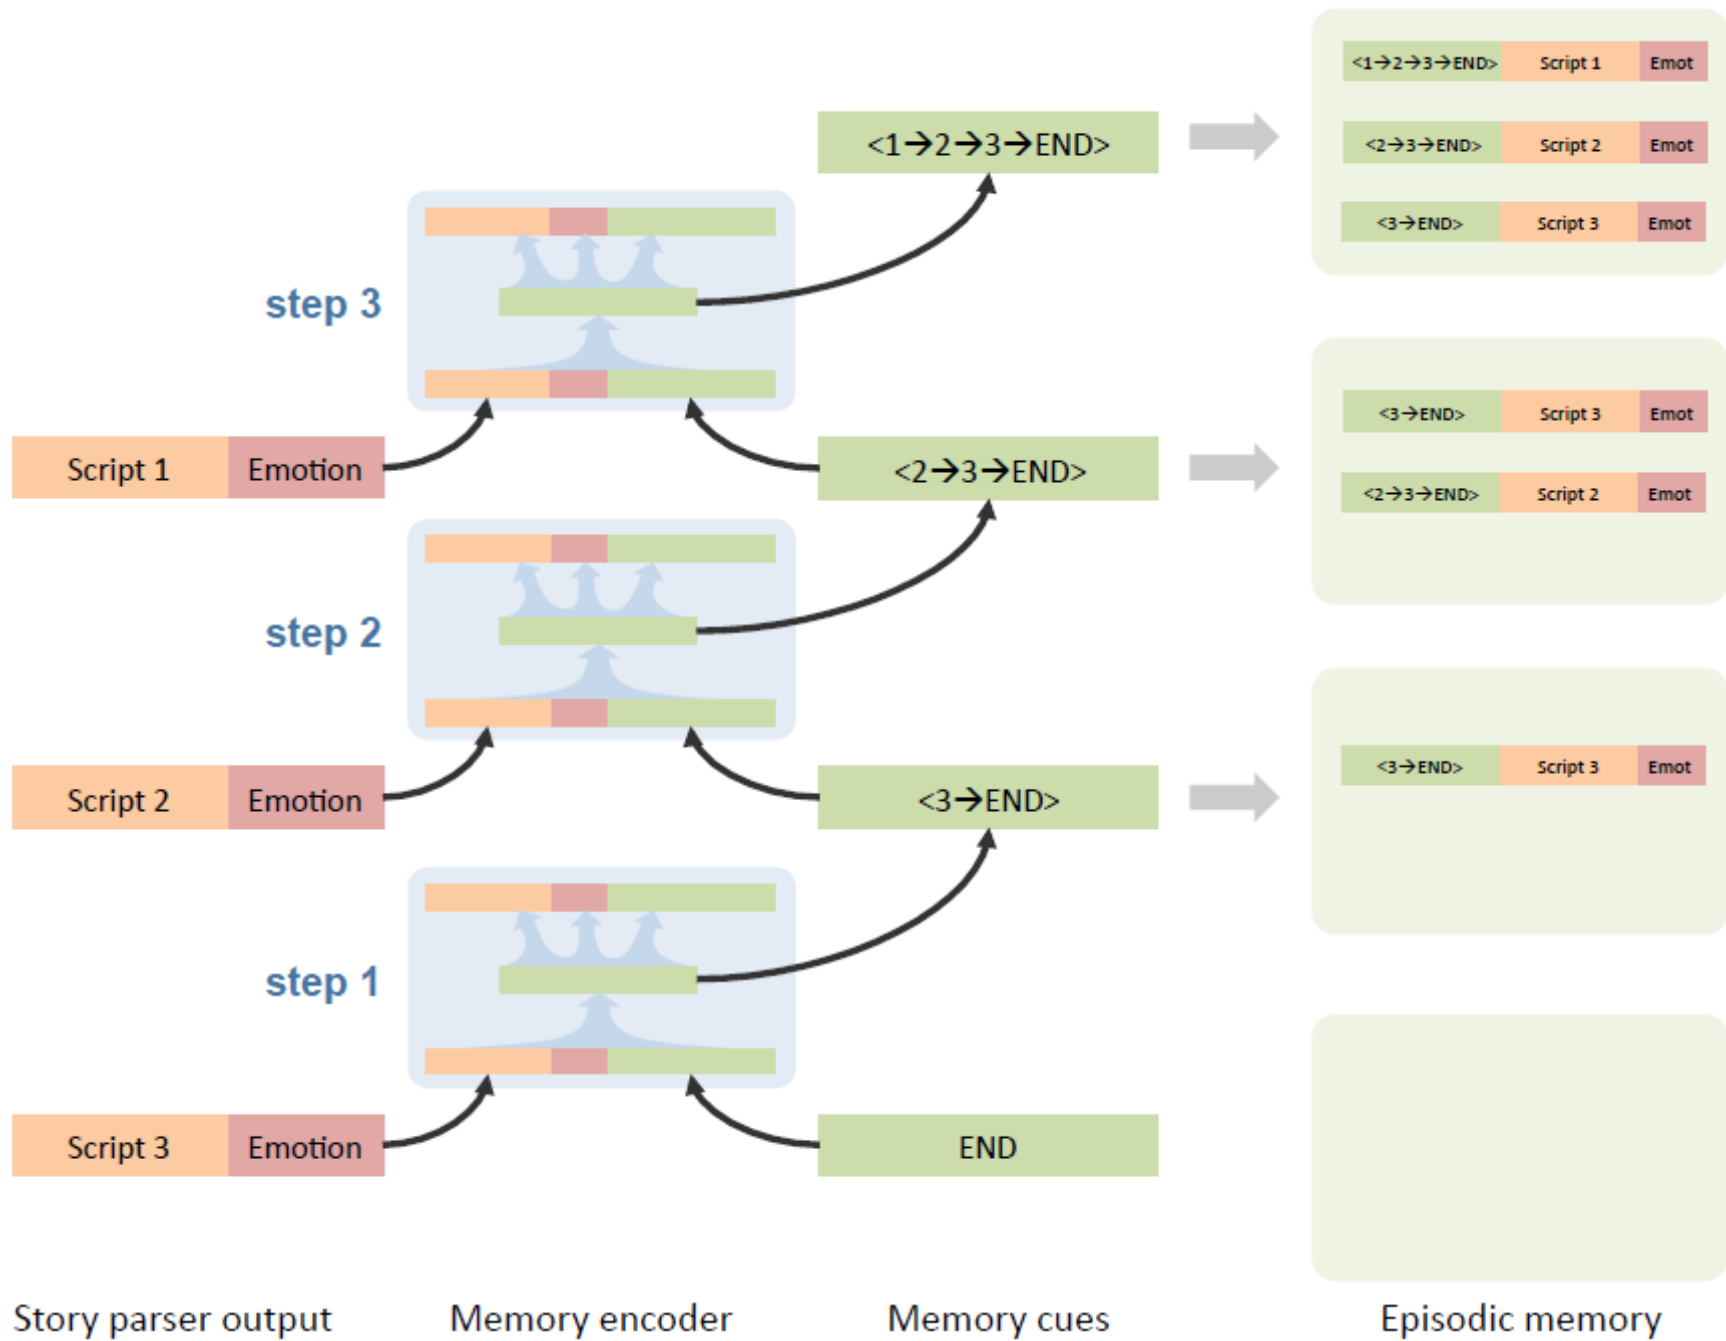 <1→2→3→END> Script 1 Emot
<1→2→3→END>
<2→3→END> Script 2 Emot
<3→END> Script 3 Emot
step 3
<3→END> Script 3 Emot
Script 1 Emotion
<2→3→END>
<2→3→END> Script 2 Emot
step 2
<3→END> Script 3 Emot
Script 2 Emotion
<3→END>
step 1
Script 3 Emotion
END
Story parser output
Memory encoder
Memory cues
Episodic memory